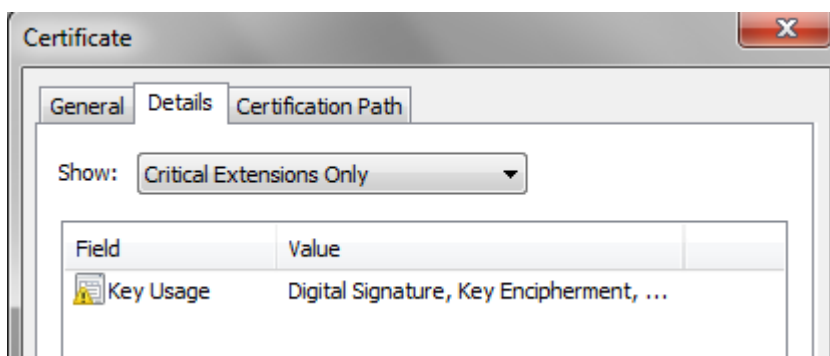 Certificate
General Details Certification Path
Show: Critical Extensions Only
Field Value
Key Usage Digital Signature, Key Encipherment, ...